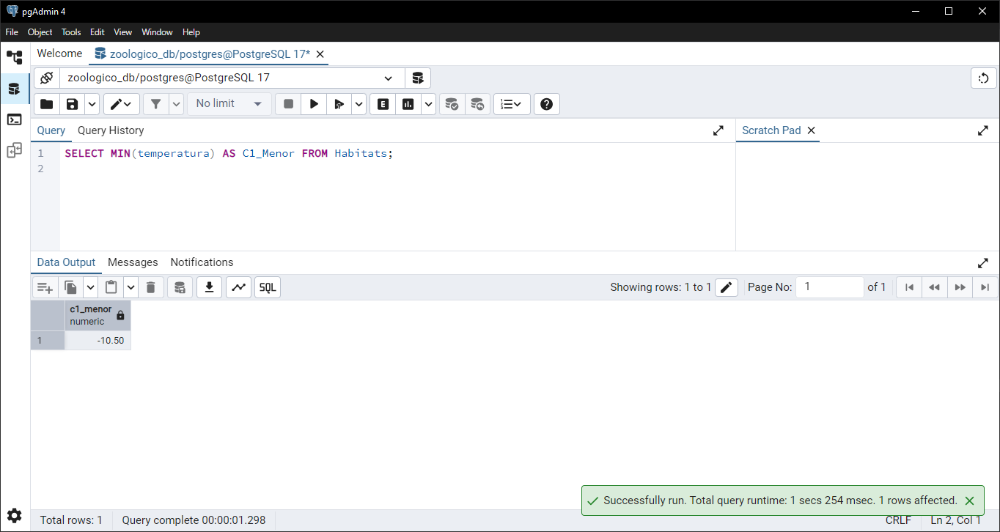 pgAdmin 4
File Object Tools Edit View Window Help
Welcome zoologico_db/postgres@PostgreSQL 17*
zoologico_db/postgres@PostgreSQL 17
No limit E
Query Query History Scratch Pad
1 SELECT MIN(temperatura) AS C1_Menor FROM Habitats;
2
Data Output Messages Notifications
SQL Showing rows: 1 to 1 Page No: 1 of 1
c1_menor
numeric
1 -10.50
Successfully run. Total query runtime: 1 secs 254 msec. 1 rows affected.
Total rows: 1 Query complete 00:00:01.298 CRLF Ln 2, Col 1